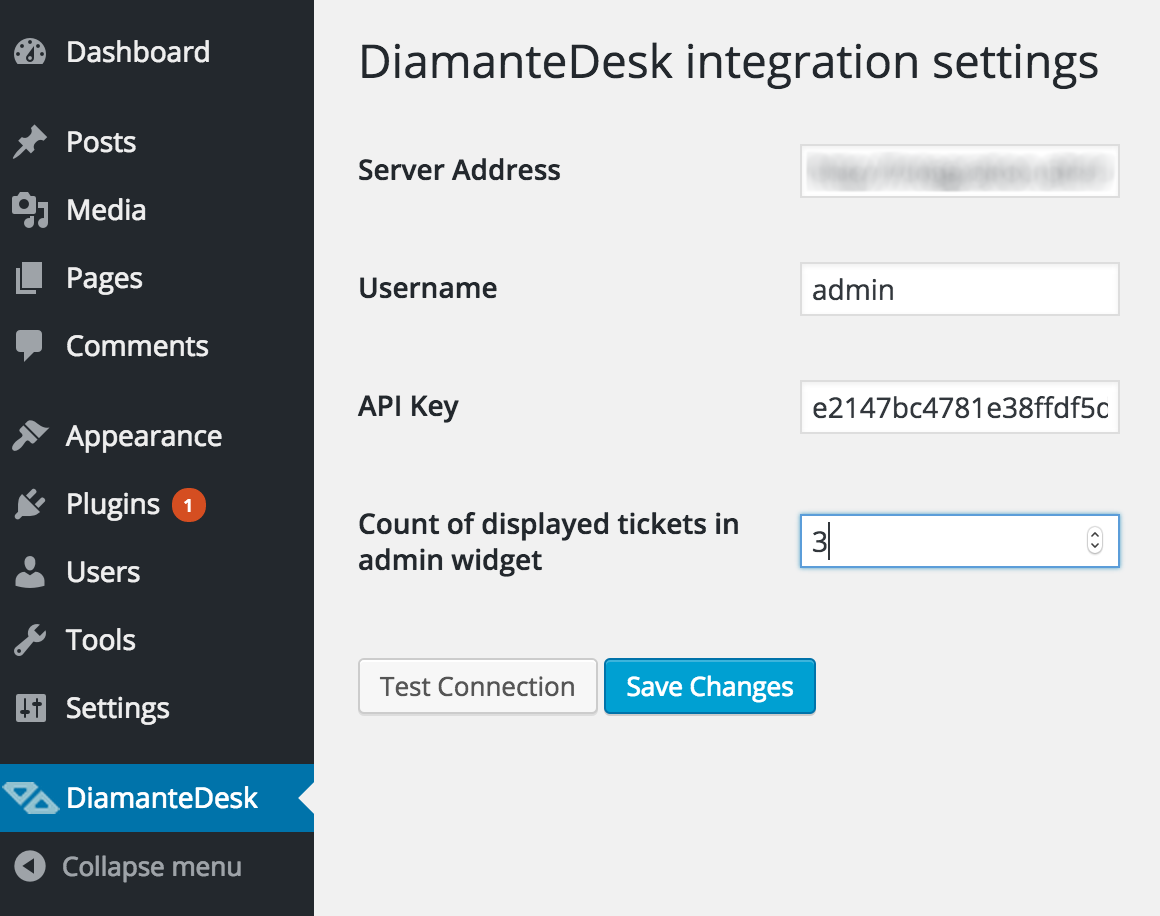 Dashboard
Posts
Media
Pages
Comments
Appearance
Plugins 1
Users
Tools
Settings
DiamanteDesk
Collapse menu
DiamanteDesk integration settings
Server Address
Username
admin
API Key
e2147bc4781e38ffdf5c
Count of displayed tickets in
admin widget
3
Test Connection
Save Changes